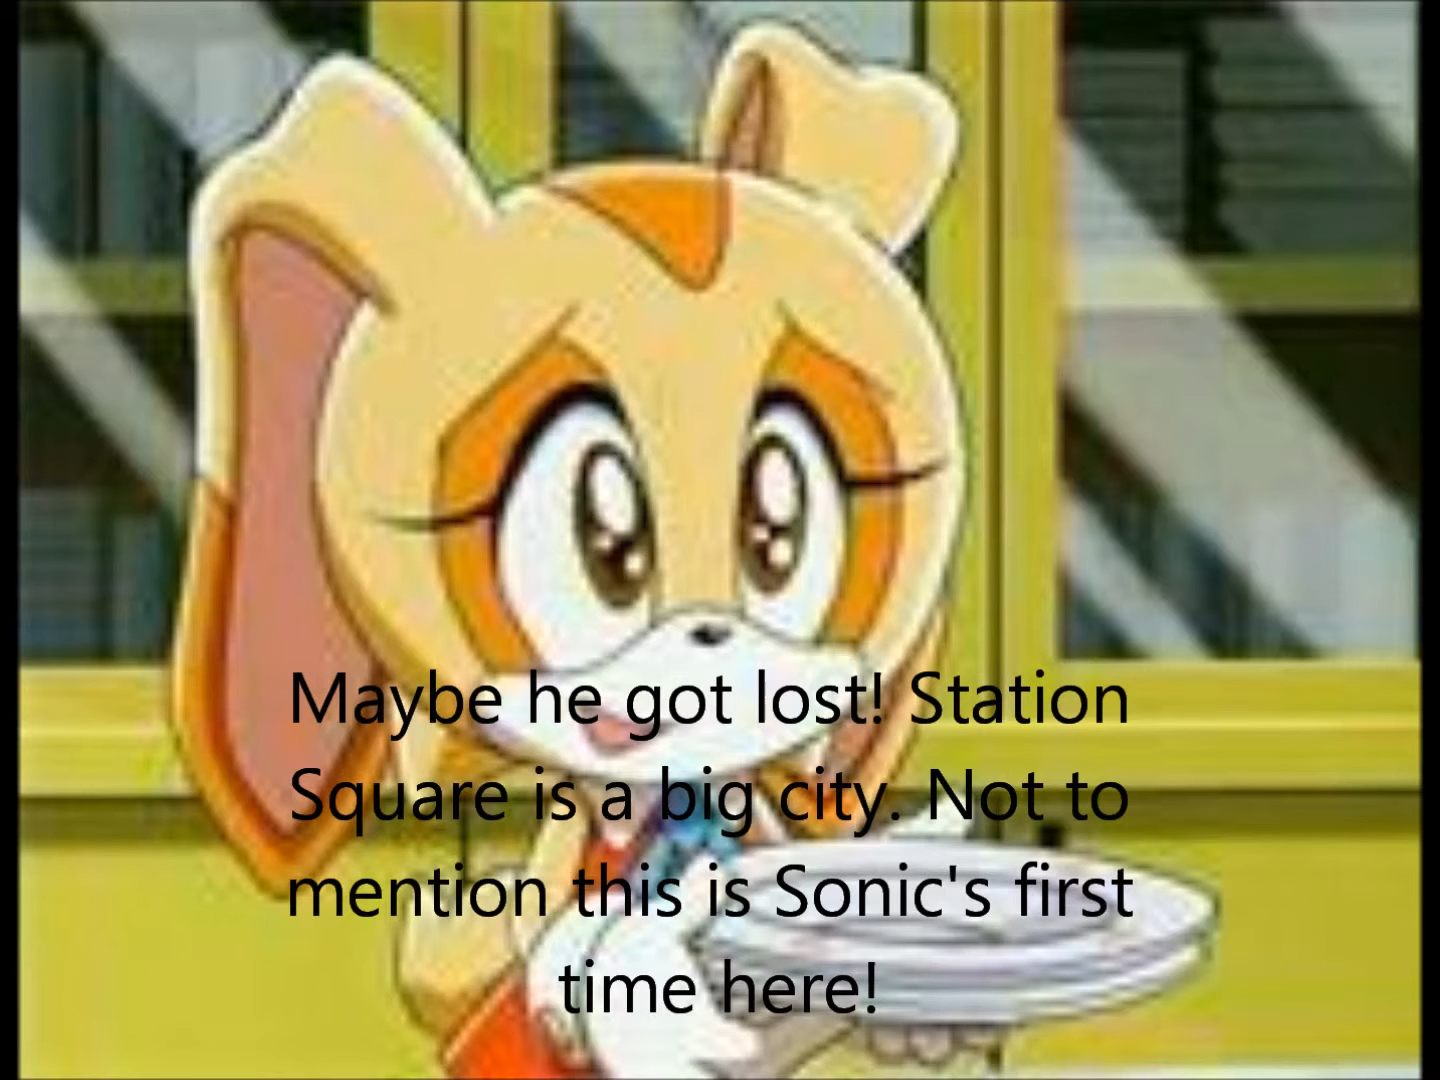 Maybe he got lost! Station
Square is a big city. Not to
mention this is Sonic's first
time here!